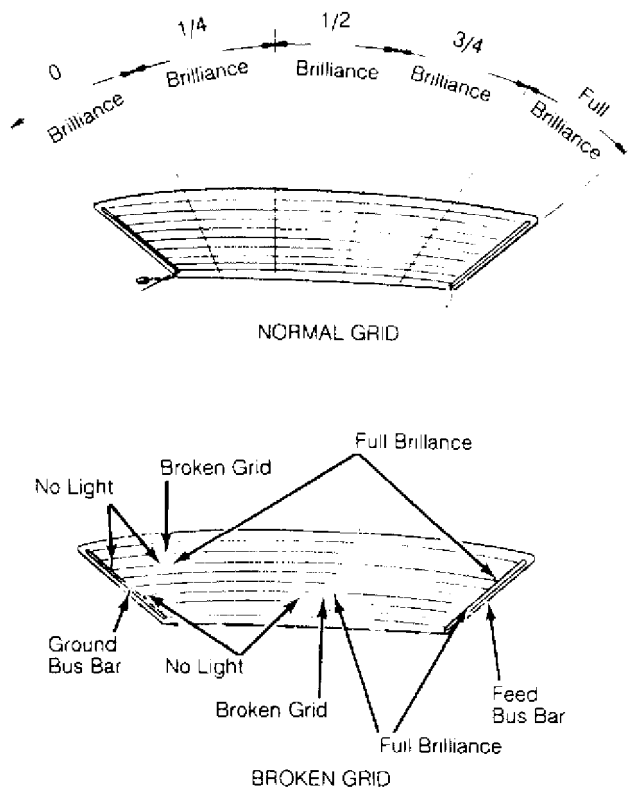 0
Brilliance
1/4
Brilliance
1/2
Brilliance
3/4
Brilliance
Full
Brilliance
NORMAL GRID
Full Brillance
Broken Grid
No Light
Ground
Bus Bar
No Light
Broken Grid
Full Brilliance
Feed
Bus Bar
BROKEN GRID